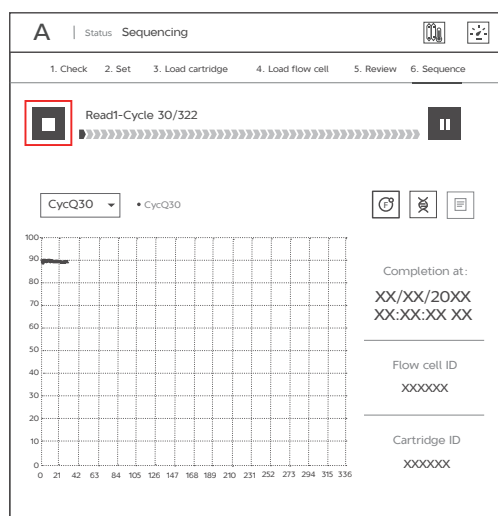 A | Status Sequencing
1. Check 2. Set 3. Load cartridge 4. Load flow cell 5. Review 6. Sequence
Read1-Cycle 30/322
CycQ30 • CycQ30
F
100
90
80
70
60
50
40
30
20
10
0
0 21 42 63 84 105 126 147 168 189 210 231 252 273 294 315 336
Completion at:
XX/XX/20XX
XX:XX:XX XX
Flow cell ID
XXXXXX
Cartridge ID
XXXXXX